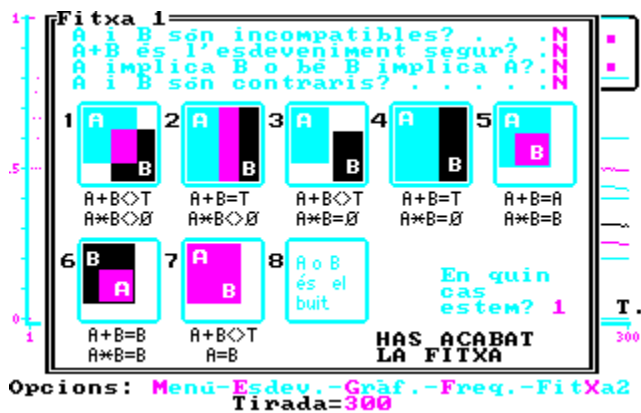 Fitxa 1
A i B són incompatibles? . . .N
A+B és l'esdeveniment segur? .N
A implica B o bé B implica A?.N
A i B són contraris? . . . . .N
1 A B 2 A B 3 A B 4 A B 5 A B
A+B<>T A+B=T A+B<>T A+B=T A+B=A
A*B<>Ø A*B<>Ø A*B=Ø A*B=Ø A*B=B
6 B A 7 A B 8 A o B
és el
buit
En quin
cas
estem? 1
A+B=B A+B<>T
A*B=B A=B
HAS ACABAT
LA FITXA
1
.5
0
1
T.
300
Opcions: Menú-Esdev.-Gràf.-Freq.-FitXa2
Tirada=300